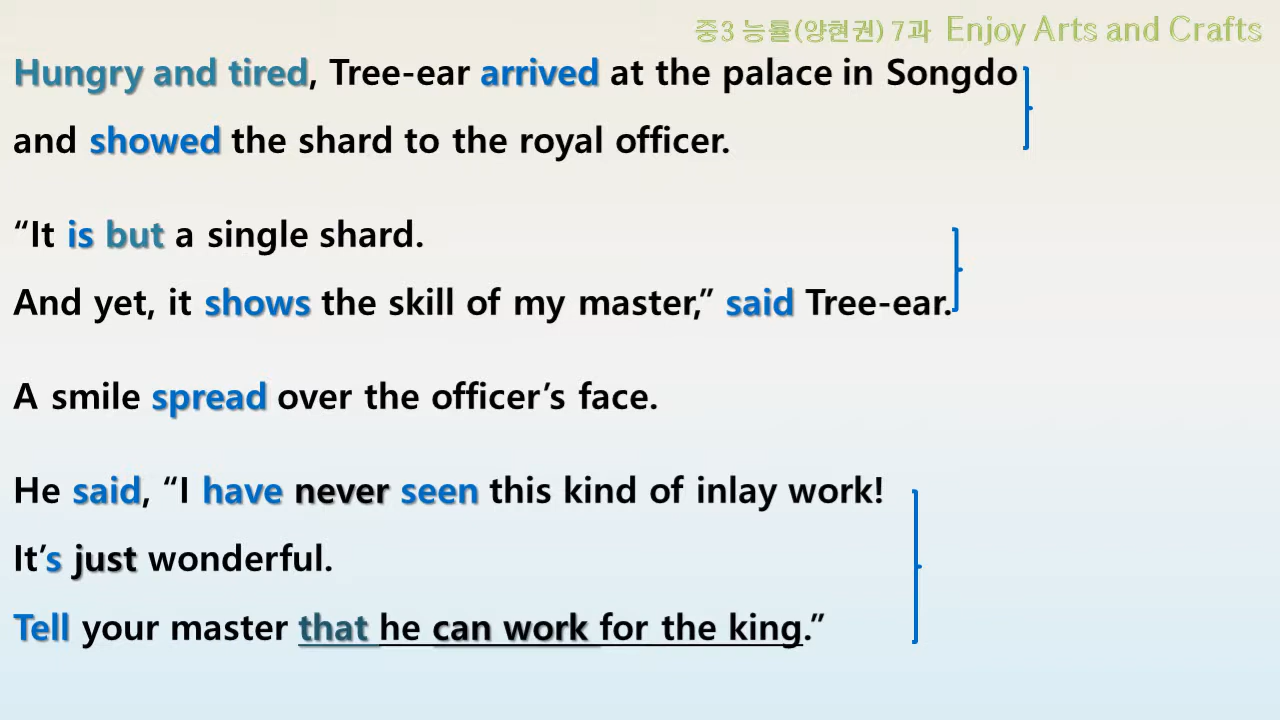 중3 능률(양현권) 7과 Enjoy Arts and Crafts
Hungry and tired, Tree-ear arrived at the palace in Songdo
and showed the shard to the royal officer.
“It is but a single shard.
And yet, it shows the skill of my master,” said Tree-ear.
A smile spread over the officer’s face.
He said, “I have never seen this kind of inlay work!
It’s just wonderful.
Tell your master that he can work for the king.”